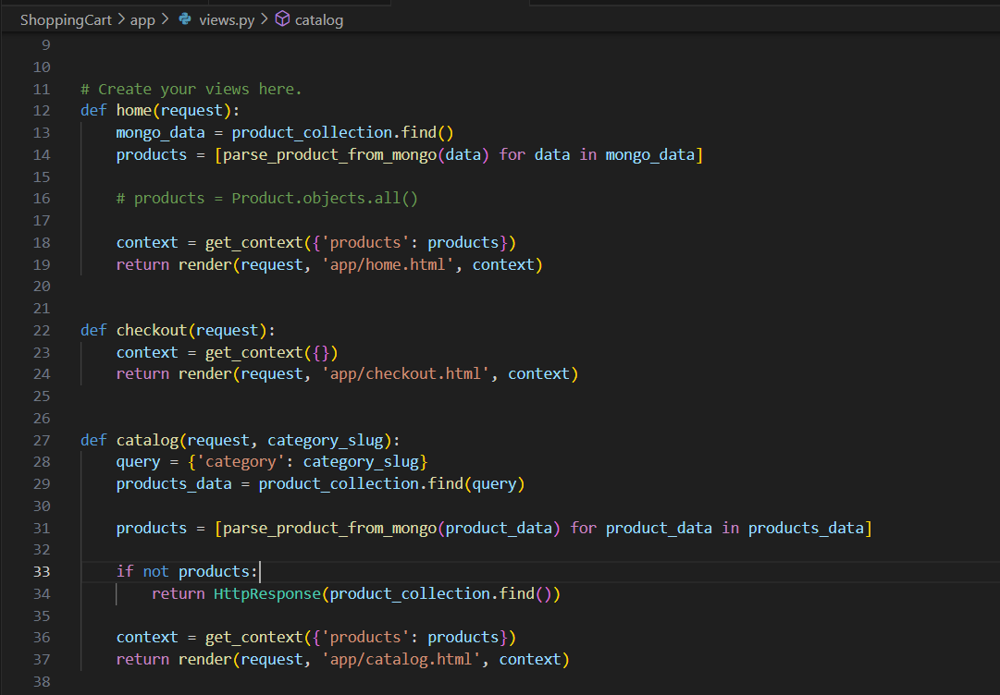 ShoppingCart > app > views.py > catalog
9
10
11 # Create your views here.
12 def home(request):
13     mongo_data = product_collection.find()
14     products = [parse_product_from_mongo(data) for data in mongo_data]
15
16     # products = Product.objects.all()
17
18     context = get_context({'products': products})
19     return render(request, 'app/home.html', context)
20
21
22 def checkout(request):
23     context = get_context({})
24     return render(request, 'app/checkout.html', context)
25
26
27 def catalog(request, category_slug):
28     query = {'category': category_slug}
29     products_data = product_collection.find(query)
30
31     products = [parse_product_from_mongo(product_data) for product_data in products_data]
32
33     if not products:
34         return HttpResponse(product_collection.find())
35
36     context = get_context({'products': products})
37     return render(request, 'app/catalog.html', context)
38